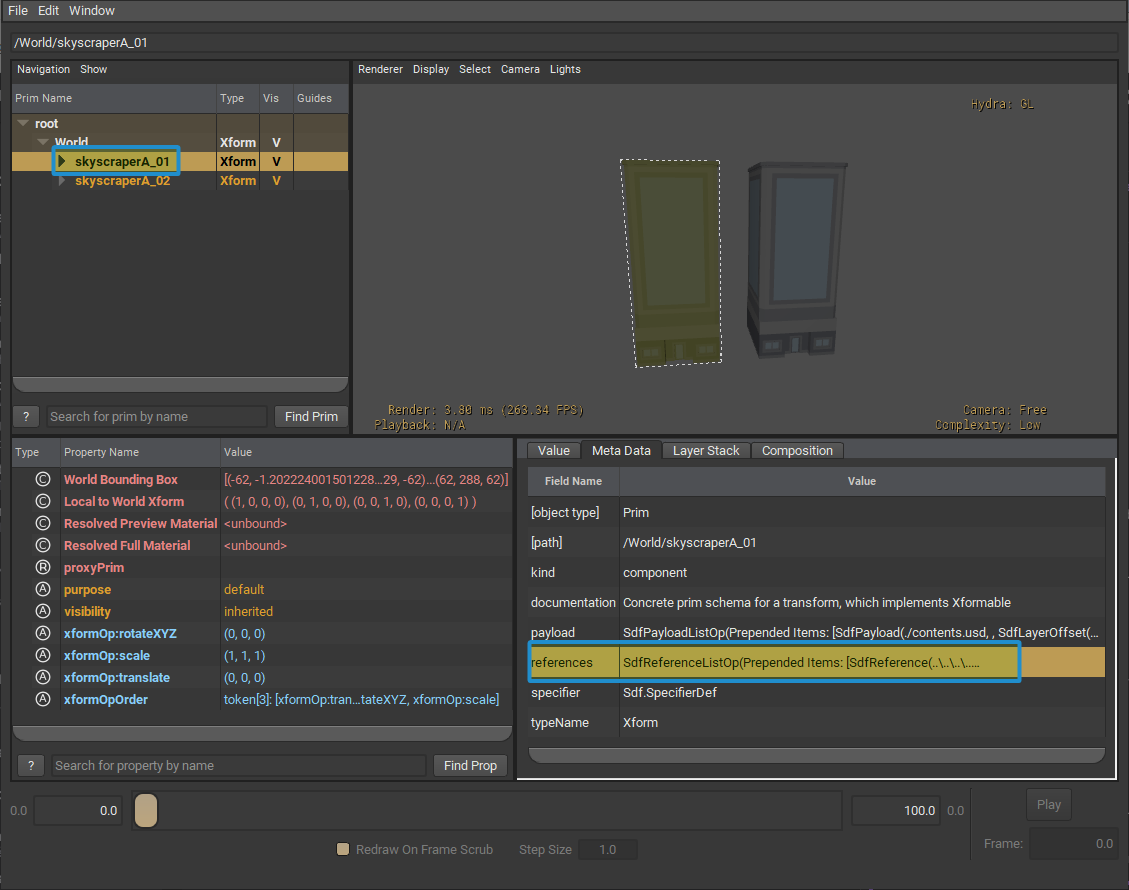 File Edit Window
/World/skyscraperA_01
Navigation Show
Prim Name Type Vis Guides
root
World Xform V
skyscraperA_01 Xform V
skyscraperA_02 Xform V
? Search for prim by name Find Prim
Renderer Display Select Camera Lights
Hydra: GL
Render: 3.80 ms (263.34 FPS)
Playback: N/A
Camera: Free
Complexity: Low
Type Property Name Value
C World Bounding Box [(-62, -1.202224001501228...29, -62)...(62, 288, 62)]
C Local to World Xform ( (1, 0, 0, 0), (0, 1, 0, 0), (0, 0, 1, 0), (0, 0, 0, 1) )
C Resolved Preview Material <unbound>
C Resolved Full Material <unbound>
R proxyPrim
A purpose default
A visibility inherited
A xformOp:rotateXYZ (0, 0, 0)
A xformOp:scale (1, 1, 1)
A xformOp:translate (0, 0, 0)
A xformOpOrder token[3]: [xformOp:tran...tateXYZ, xformOp:scale]
? Search for property by name Find Prop
Value Meta Data Layer Stack Composition
Field Name Value
[object type] Prim
[path] /World/skyscraperA_01
kind component
documentation Concrete prim schema for a transform, which implements Xformable
payload SdfPayloadListOp(Prepended Items: [SdfPayload(./contents.usd, , SdfLayerOffset(...
references SdfReferenceListOp(Prepended Items: [SdfReference(..\..\..\.....
specifier Sdf.SpecifierDef
typeName Xform
0.0 0.0 100.0 0.0 Play
Redraw On Frame Scrub Step Size 1.0 Frame: 0.0